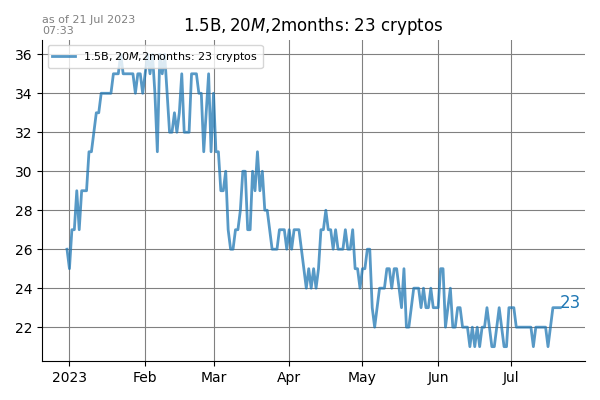 as of 21 Jul 2023
07:33
1.5B, 20M,2months: 23 cryptos
1.5B, 20M,2months: 23 cryptos
36
34
32
30
28
26
24
22
23
2023 Feb Mar Apr May Jun Jul